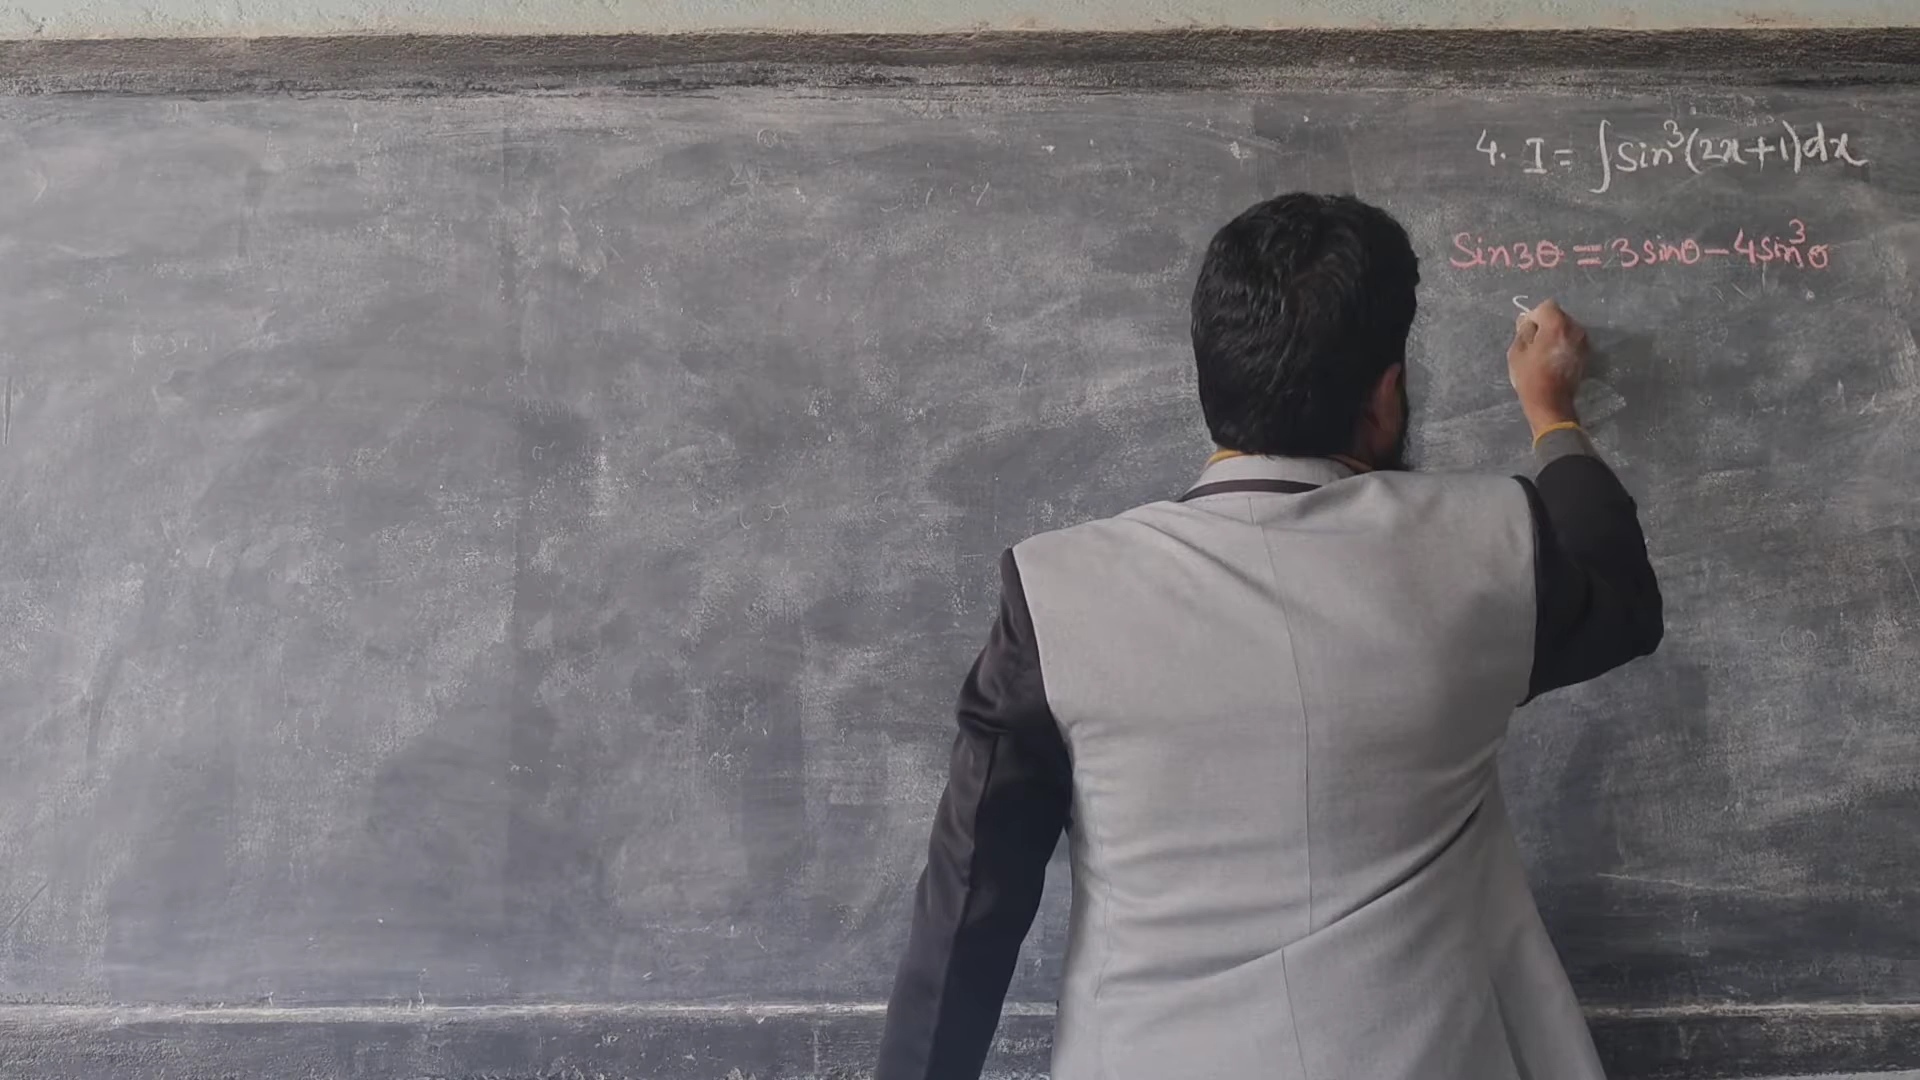 4. I = ∫sin³(2x+1)dx
Sin3θ = 3sinθ-4sin³θ
S